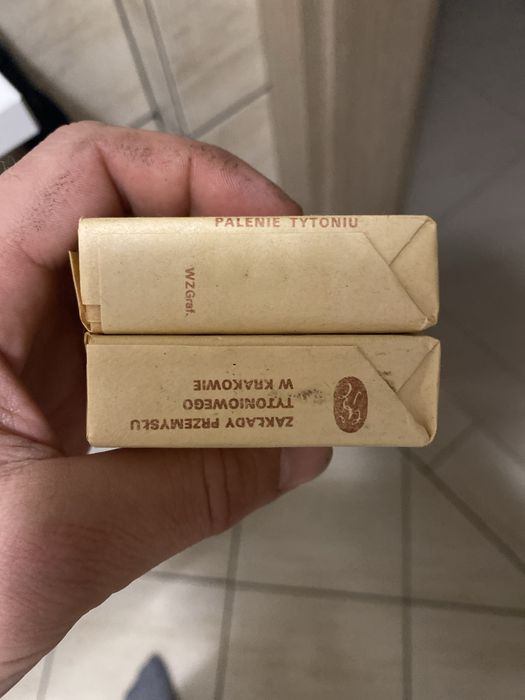 PALENIE TYTONIU
WZGraf.
ZAKŁADY PRZEMYSŁU
TYTONIOWEGO
W KRAKOWIE